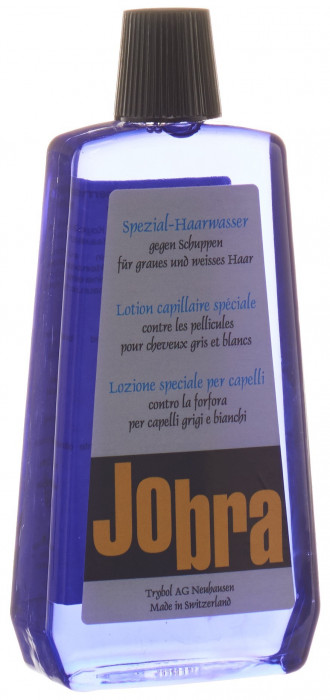 Spezial-Haarwasser
gegen Schuppen
für graues und weisses Haar
Lotion capillaire spéciale
contre les pellicules
pour cheveux gris et blancs
Lozione speciale per capelli
contro la forfora
per capelli grigi e bianchi
Jobra
Trybol AG Neuhausen
Made in Switzerland